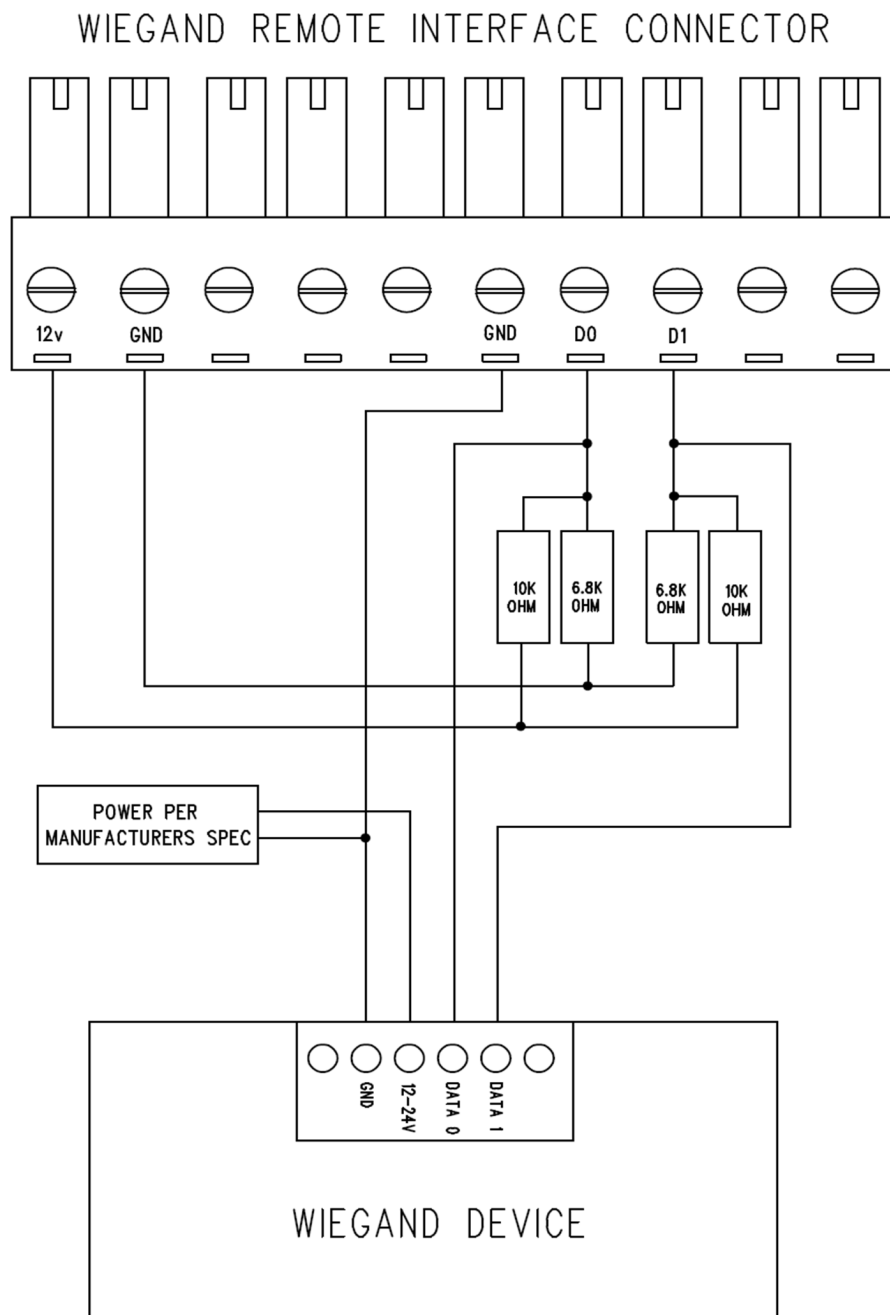 WIEGAND REMOTE INTERFACE CONNECTOR
12v
GND
GND
D0
D1
10K
OHM
6.8K
OHM
6.8K
OHM
10K
OHM
POWER PER
MANUFACTURERS SPEC
GND
12-24V
DATA 0
DATA 1
WIEGAND DEVICE